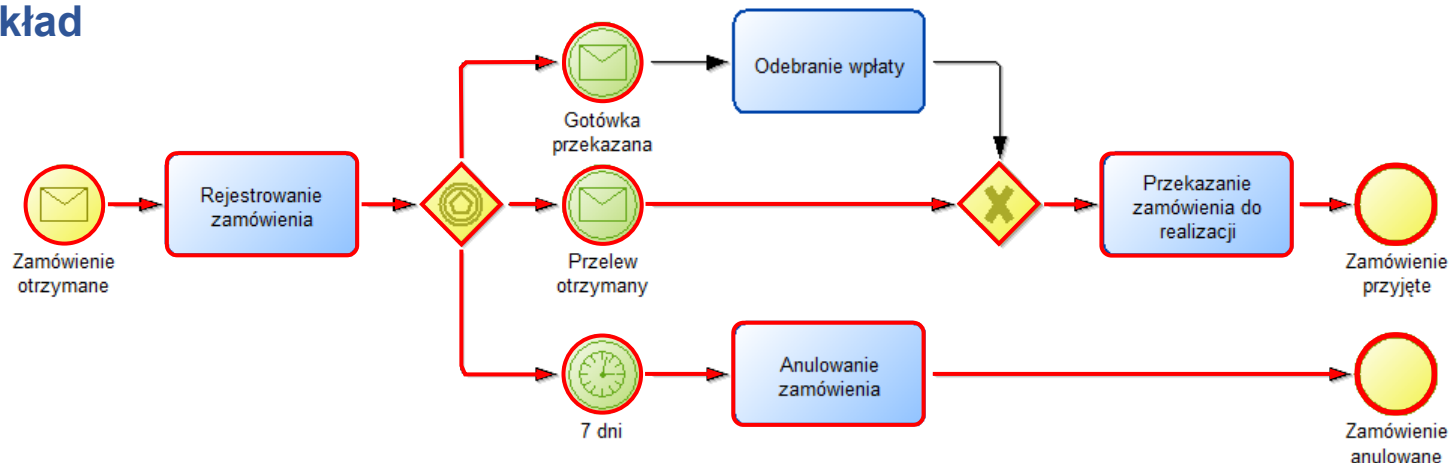 kład
Odebranie wpłaty
Gotówka
przekazana
Rejestrowanie
zamówienia
Przekazanie
zamówienia do
realizacji
Zamówienie
otrzymane
Przelew
otrzymany
Zamówienie
przyjęte
Anulowanie
zamówienia
7 dni
Zamówienie
anulowane